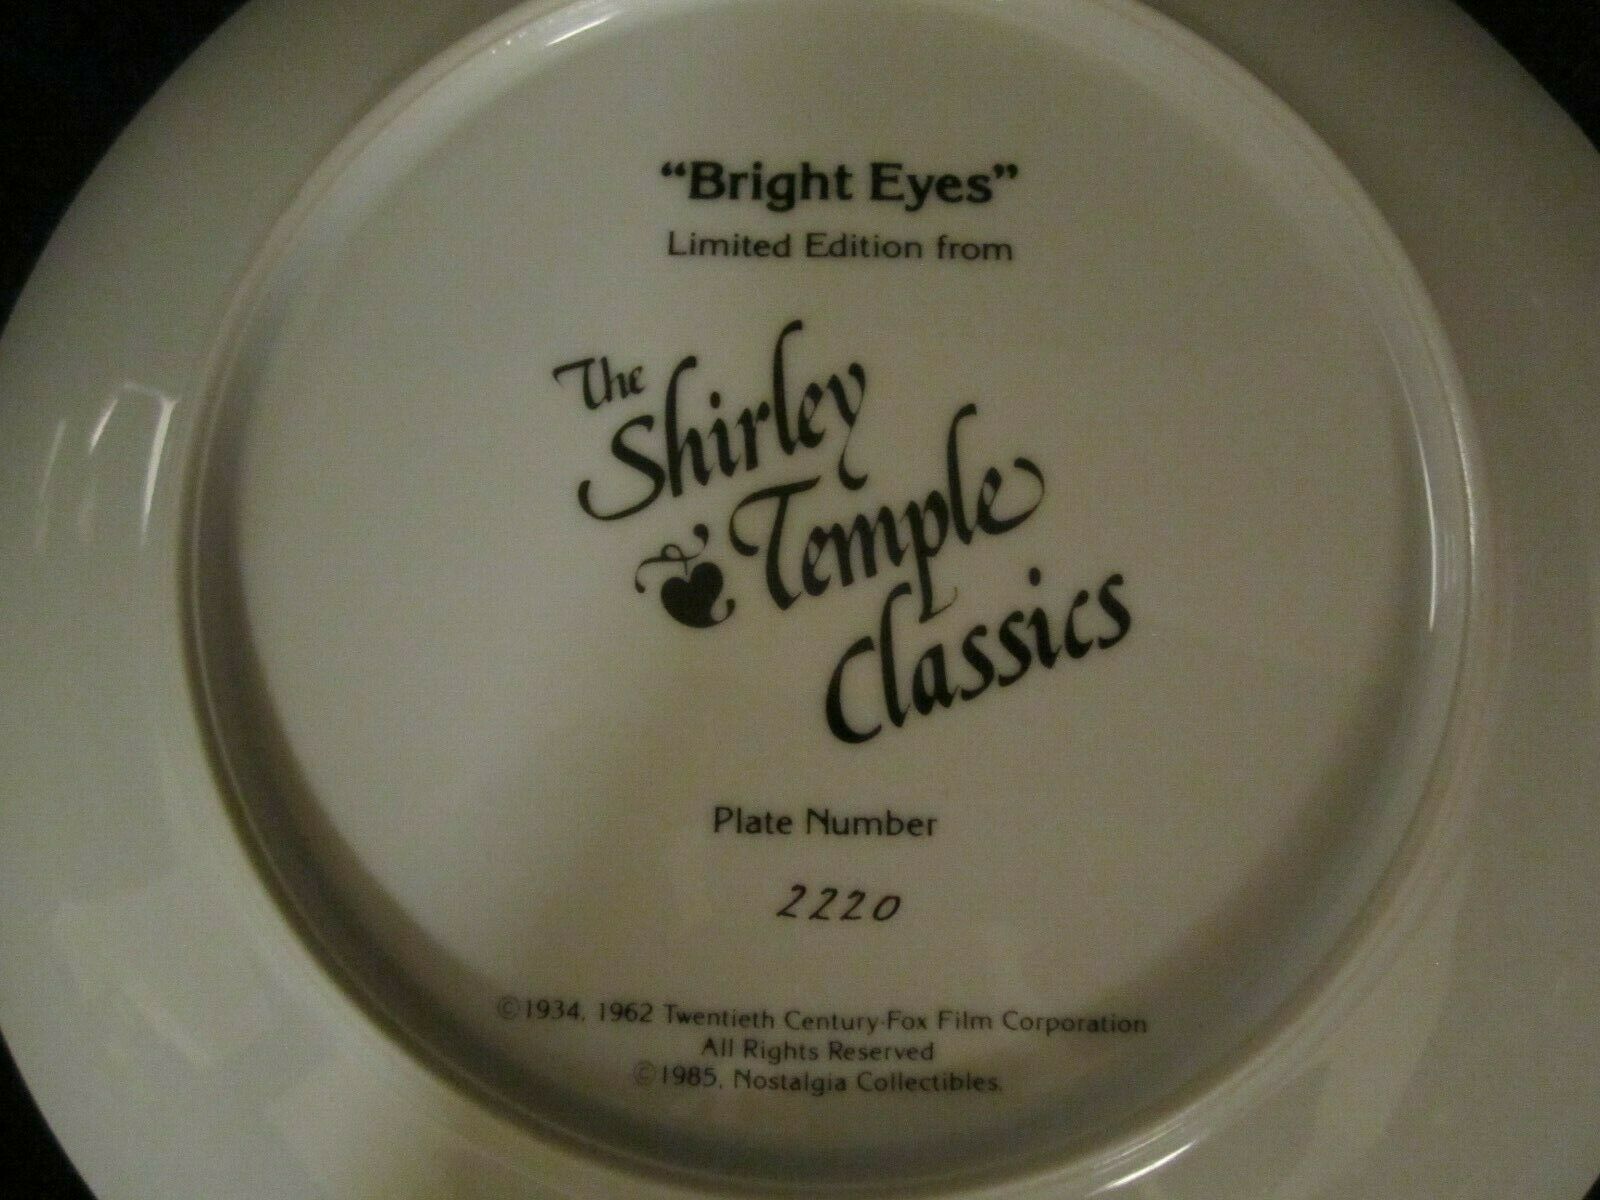 “Bright Eyes”
Limited Edition from
The
Shirley
Temple
Classics
Plate Number
2220
©1934, 1962 Twentieth Century-Fox Film Corporation
All Rights Reserved
©1985, Nostalgia Collectibles.